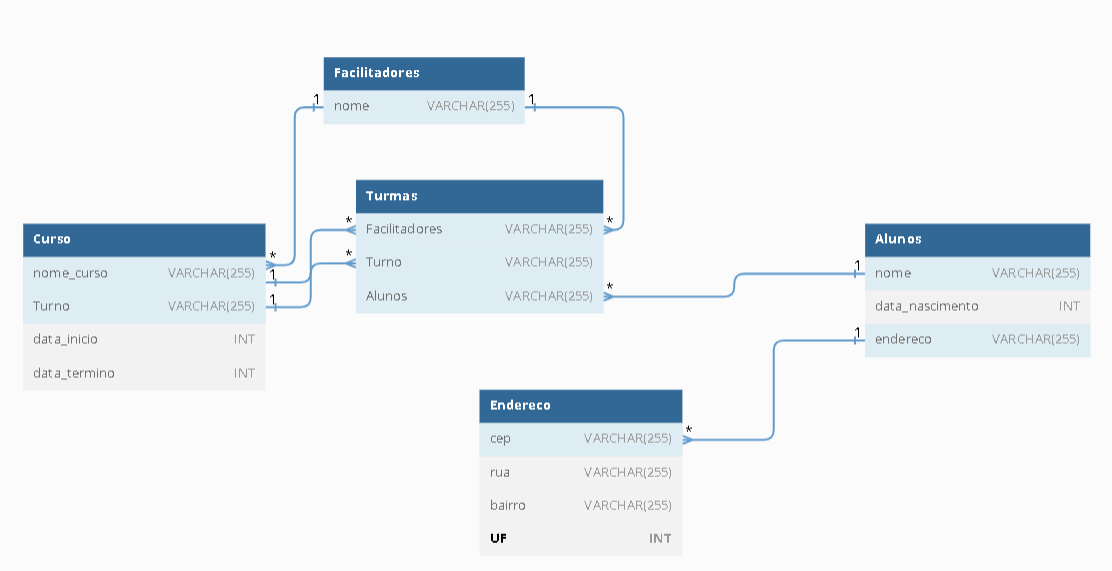 Facilitadores
1 nome VARCHAR(255) 1
Turmas
* Facilitadores VARCHAR(255) *
* Turno VARCHAR(255)
Alunos VARCHAR(255) *
Curso
nome_curso VARCHAR(255) *
1
Turno VARCHAR(255) 1
data_inicio INT
data_termino INT
Alunos
1 nome VARCHAR(255)
data_nascimento INT
1 endereco VARCHAR(255)
Endereco
cep VARCHAR(255) *
rua VARCHAR(255)
bairro VARCHAR(255)
UF INT